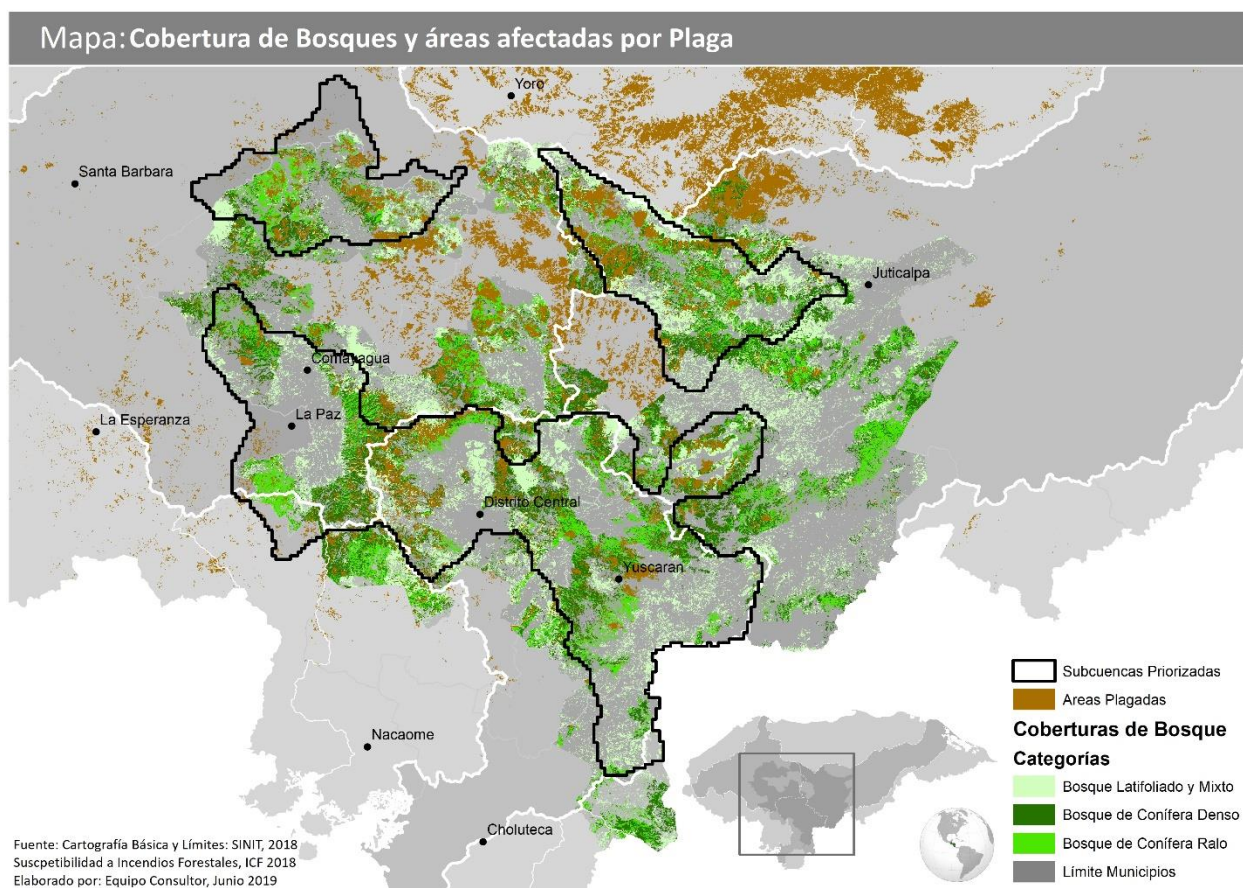 Mapa: Cobertura de Bosques y áreas afectadas por Plaga
Yoro
Santa Barbara
Juticalpa
Comayagua
La Paz
La Esperanza
Distrito Central
Yuscaran
Nacaome
Choluteca
Subcuencas Priorizadas
Areas Plagadas
Coberturas de Bosque
Categorías
Bosque Latifoliado y Mixto
Bosque de Conífera Denso
Bosque de Conífera Ralo
Límite Municipios
Fuente: Cartografía Básica y Límites: SINIT, 2018
Suscpetibilidad a Incendios Forestales, ICF 2018
Elaborado por: Equipo Consultor, Junio 2019